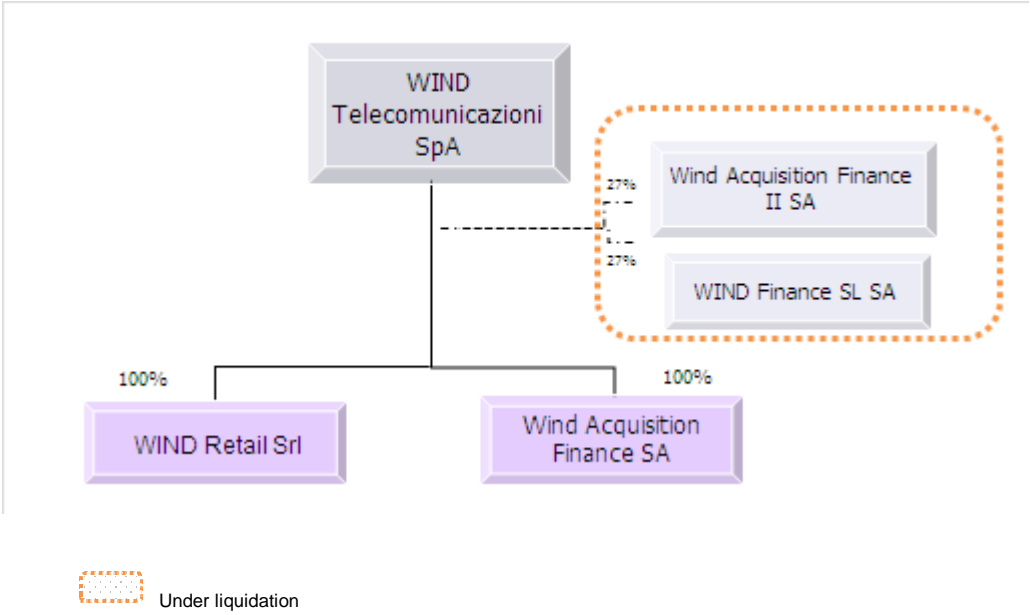 WIND
Telecomunicazioni
SpA
27%
Wind Acquisition Finance
II SA
27%
WIND Finance SL SA
100%
100%
WIND Retail Srl
Wind Acquisition
Finance SA
Under liquidation